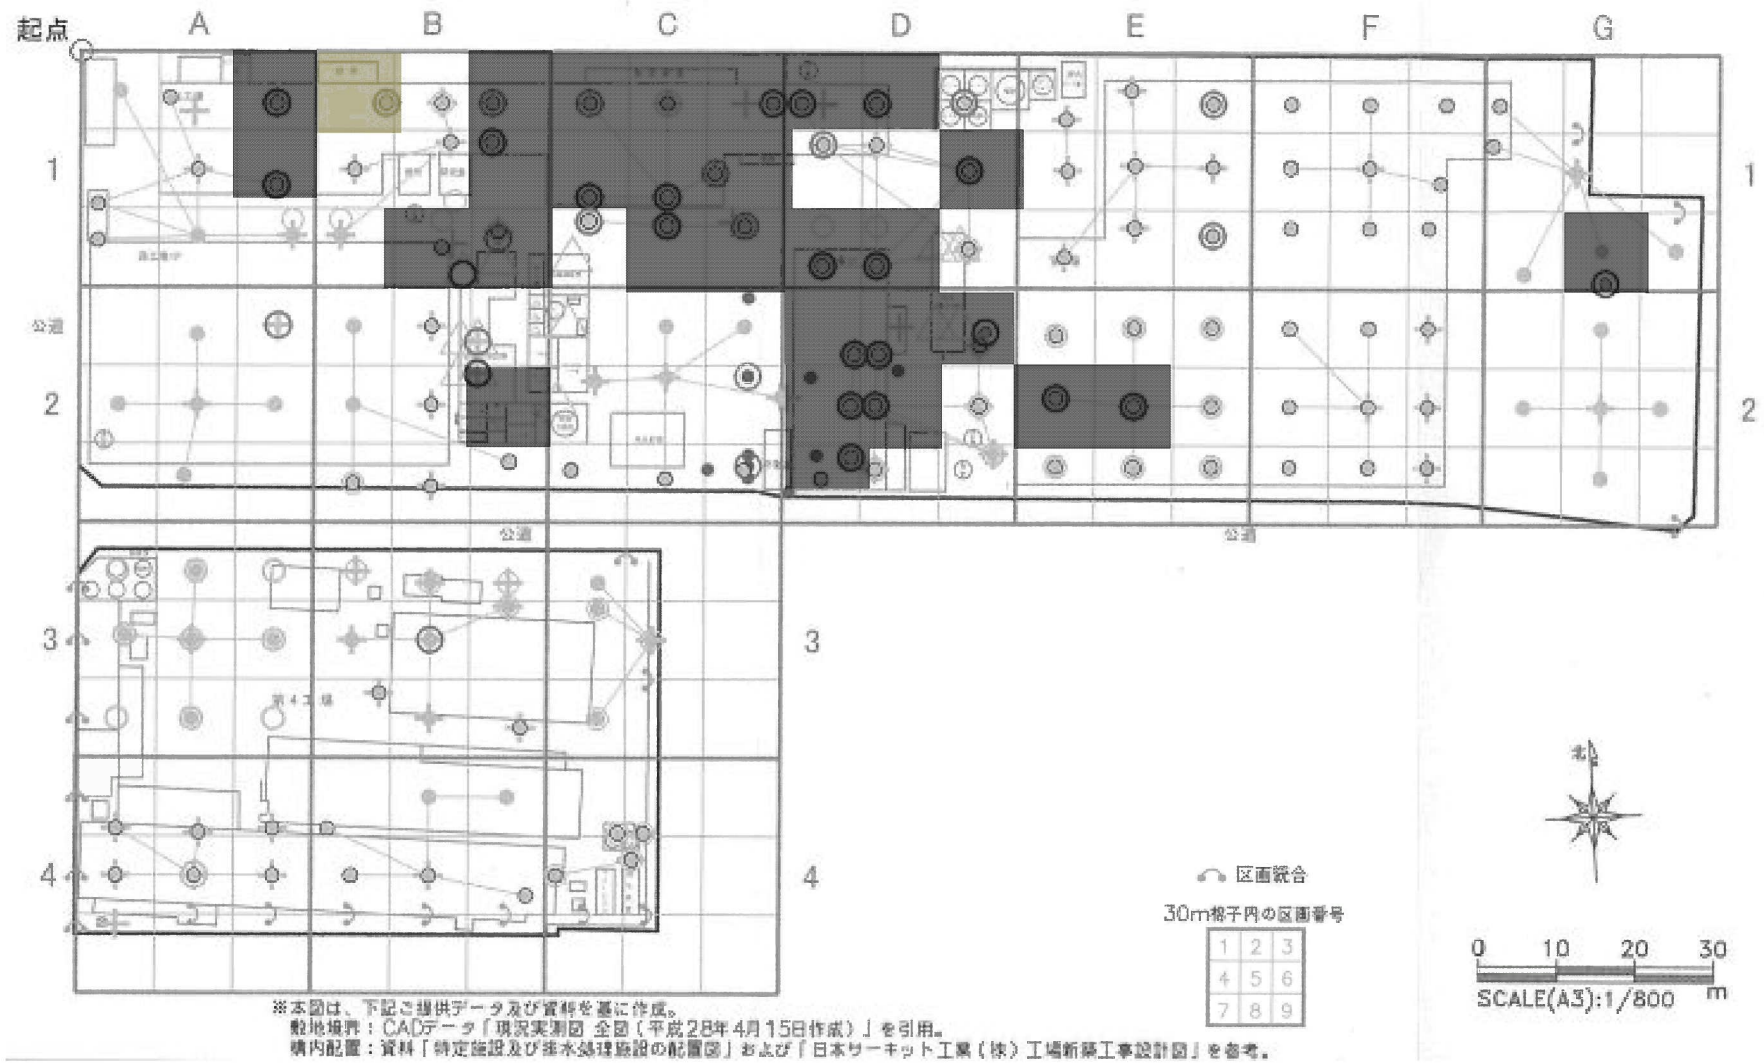 起点
A B C D E F G
1 1
公道
2 2
公道 公道
3 3
第4工場
4 4
北
区画統合
30m格子内の区画番号
1 2 3
4 5 6
7 8 9
0 10 20 30
m
SCALE(A3):1/800
※本図は、下記ご提供データ及び資料を基に作成。
敷地境界：CADデータ「現況実測図 全図（平成28年4月15日作成）」を引用。
構内配置：資料「特定施設及び排水処理施設の配置図」および「日本サーキット工業（株）工場新築工事設計図」を参考。